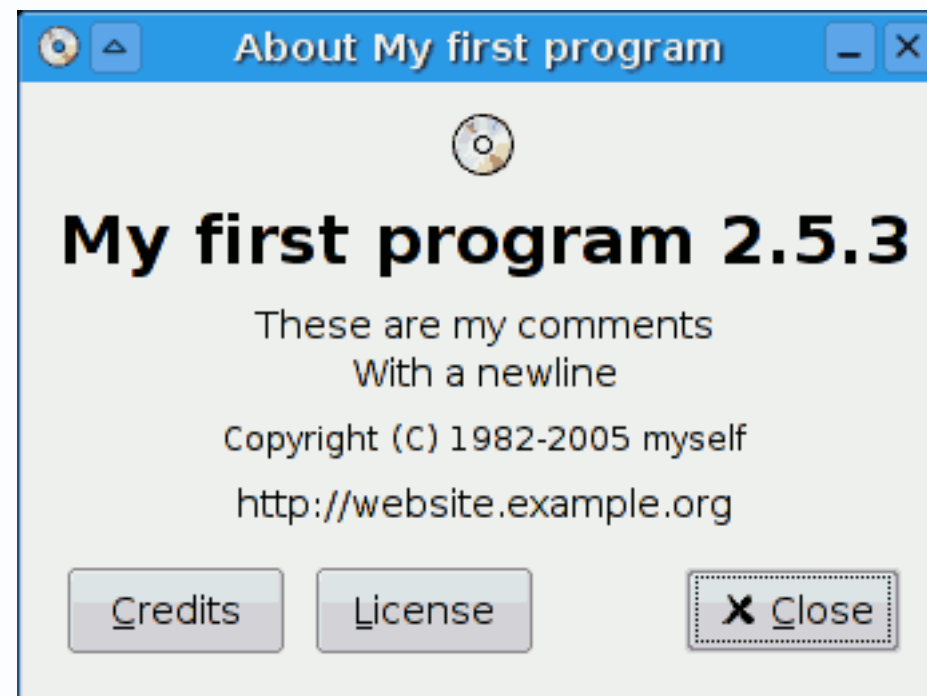 About My first program
My first program 2.5.3
These are my comments
With a newline
Copyright (C) 1982-2005 myself
http://website.example.org
Credits License Close